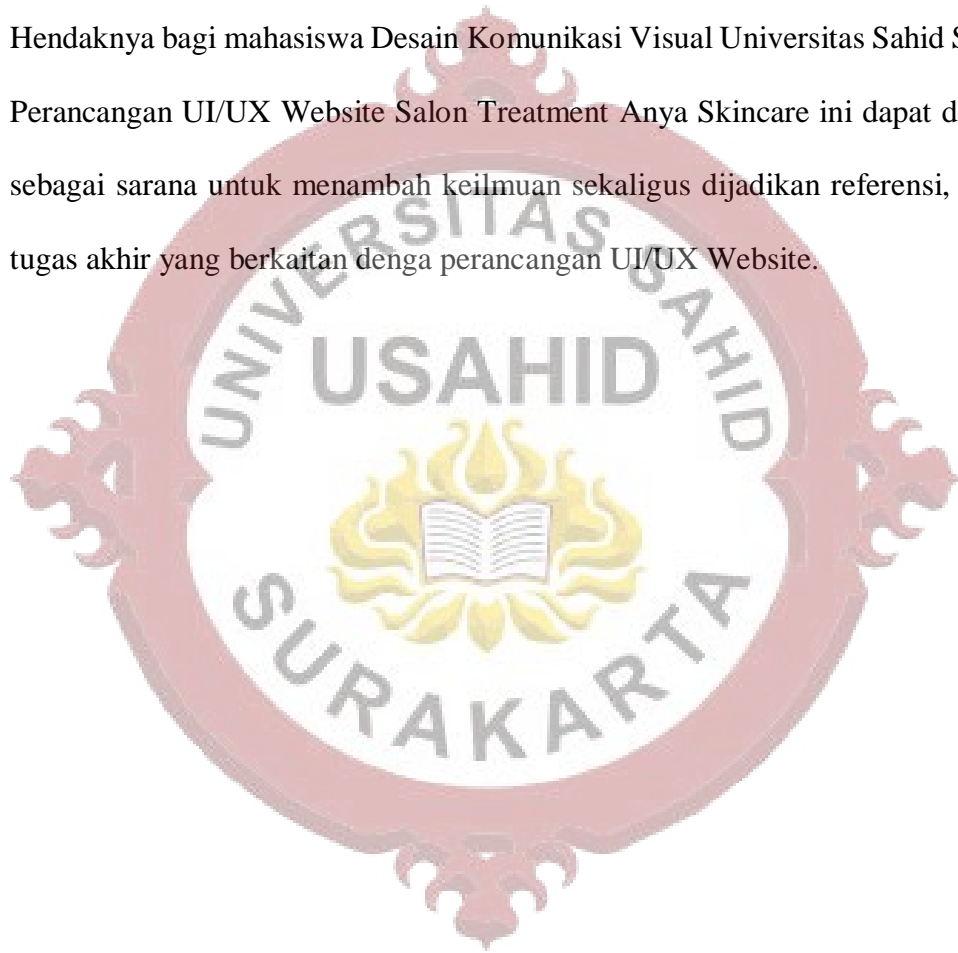 Hendaknya bagi mahasiswa Desain Komunikasi Visual Universitas Sahid
Perancangan UI/UX Website Salon Treatment Anya Skincare ini dapat
sebagai sarana untuk menambah keilmuan sekaligus dijadikan referensi,
tugas akhir yang berkaitan denga perancangan UI/UX Website.
UNIVERSITAS SAHID
USAHID
SURAKARTA